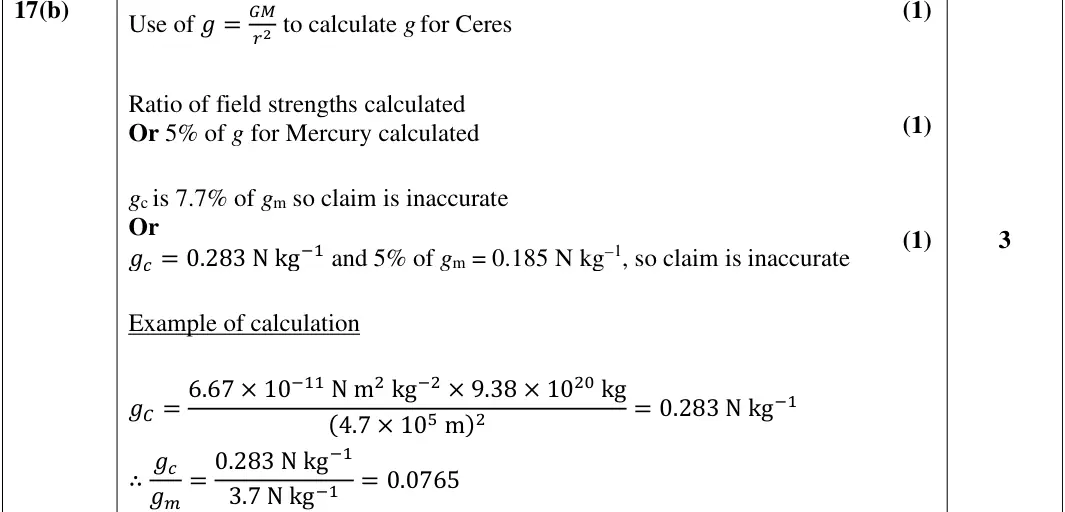 17(b) Use of g = GM/r² to calculate g for Ceres (1)
Ratio of field strengths calculated
Or 5% of g for Mercury calculated (1)
g_c is 7.7% of g_m so claim is inaccurate
Or
g_c = 0.283 N kg⁻¹ and 5% of g_m = 0.185 N kg⁻¹, so claim is inaccurate (1) 3
Example of calculation
g_C = (6.67 × 10⁻¹¹ N m² kg⁻² × 9.38 × 10²⁰ kg)/(4.7 × 10⁵ m)² = 0.283 N kg⁻¹
∴ g_c/g_m = (0.283 N kg⁻¹)/(3.7 N kg⁻¹) = 0.0765